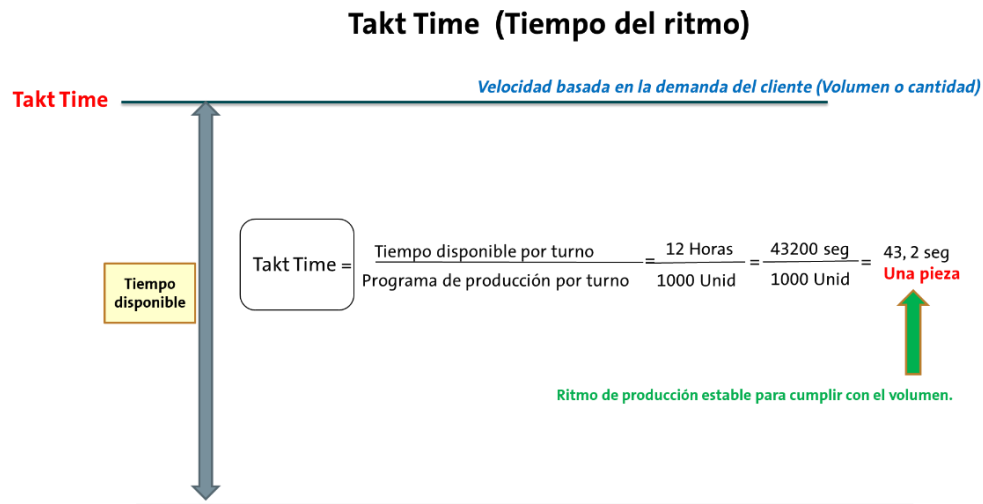 Takt Time (Tiempo del ritmo)
Velocidad basada en la demanda del cliente (Volumen o cantidad)
Takt Time
Takt Time =
Tiempo disponible por turno
Programa de producción por turno
=
12 Horas
1000 Unid
=
43200 seg
1000 Unid
=
43, 2 seg
Una pieza
Tiempo
disponible
Ritmo de producción estable para cumplir con el volumen.